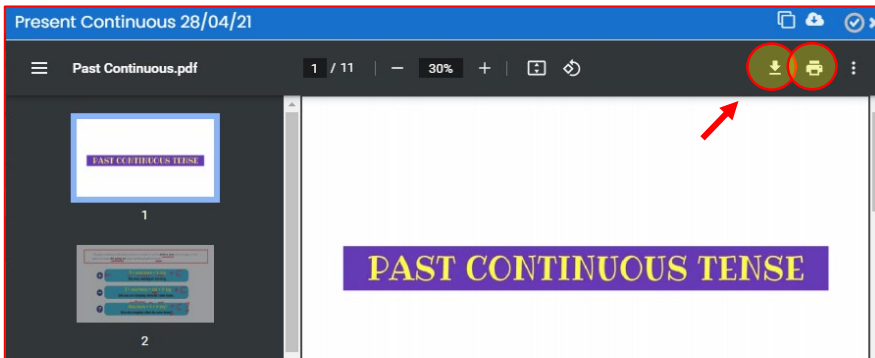 Present Continuous 28/04/21
Past Continuous.pdf 1 / 11 30%
PAST CONTINUOUS TENSE
1
2
PAST CONTINUOUS TENSE